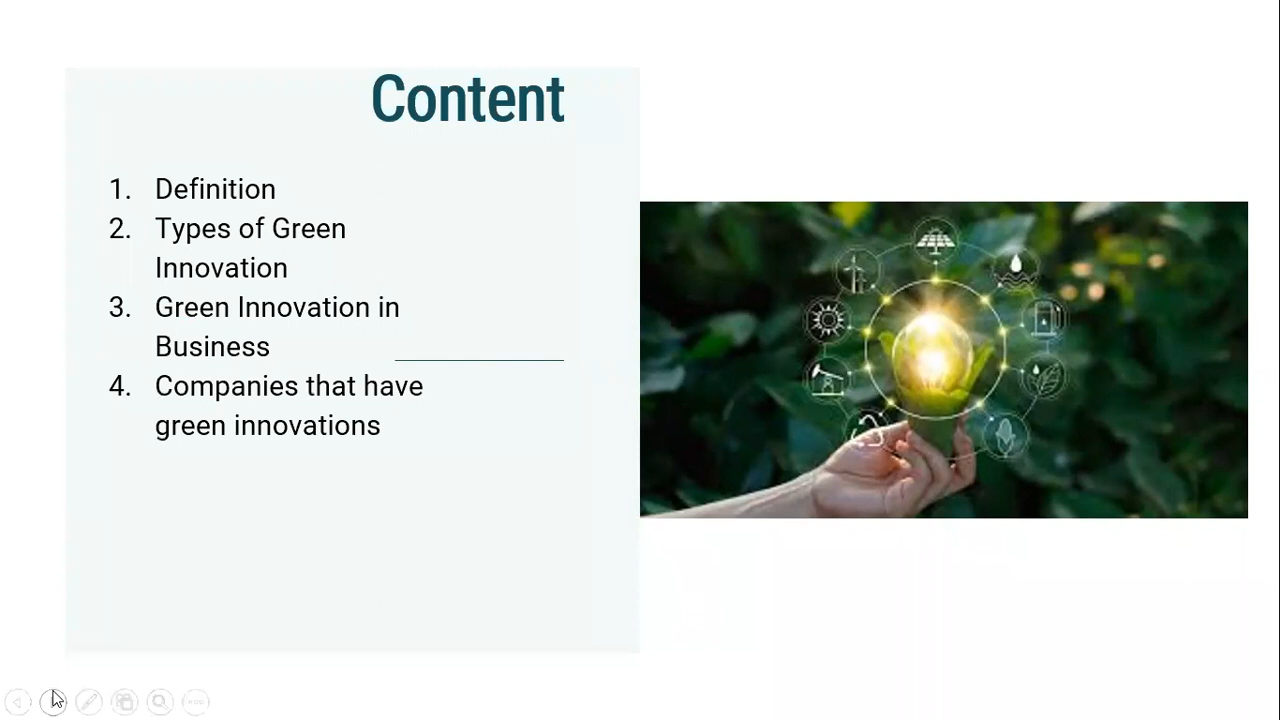 Content
1. Definition
2. Types of Green
Innovation
3. Green Innovation in
Business
4. Companies that have
green innovations